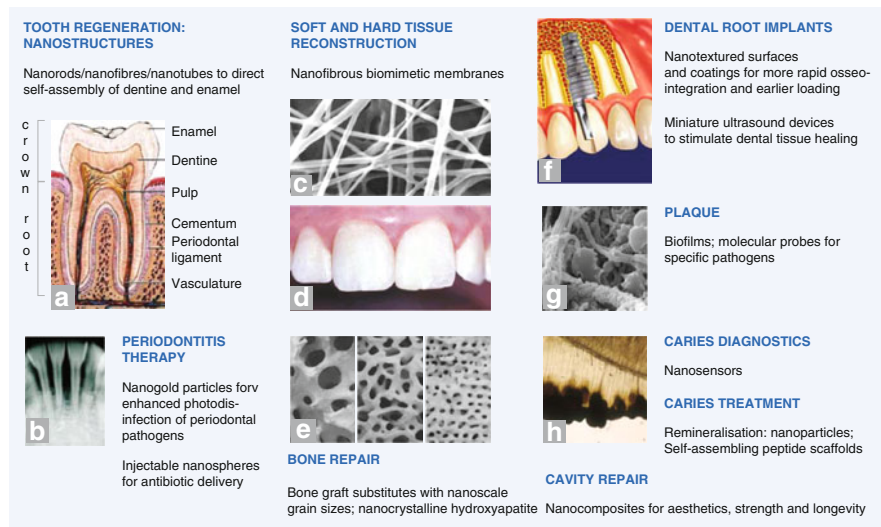 TOOTH REGENERATION:
NANOSTRUCTURES
Nanorods/nanofibres/nanotubes to direct
self-assembly of dentine and enamel
crown
root
Enamel
Dentine
Pulp
Cementum
Periodontal
ligament
Vasculature
a
b
PERIODONTITIS
THERAPY
Nanogold particles forv
enhanced photodis-
infection of periodontal
pathogens
Injectable nanospheres
for antibiotic delivery
SOFT AND HARD TISSUE
RECONSTRUCTION
Nanofibrous biomimetic membranes
c
d
e
BONE REPAIR
Bone graft substitutes with nanoscale
grain sizes; nanocrystalline hydroxyapatite
f
DENTAL ROOT IMPLANTS
Nanotextured surfaces
and coatings for more rapid osseo-
integration and earlier loading
Miniature ultrasound devices
to stimulate dental tissue healing
g
PLAQUE
Biofilms; molecular probes for
specific pathogens
h
CARIES DIAGNOSTICS
Nanosensors
CARIES TREATMENT
Remineralisation: nanoparticles;
Self-assembling peptide scaffolds
CAVITY REPAIR
Nanocomposites for aesthetics, strength and longevity